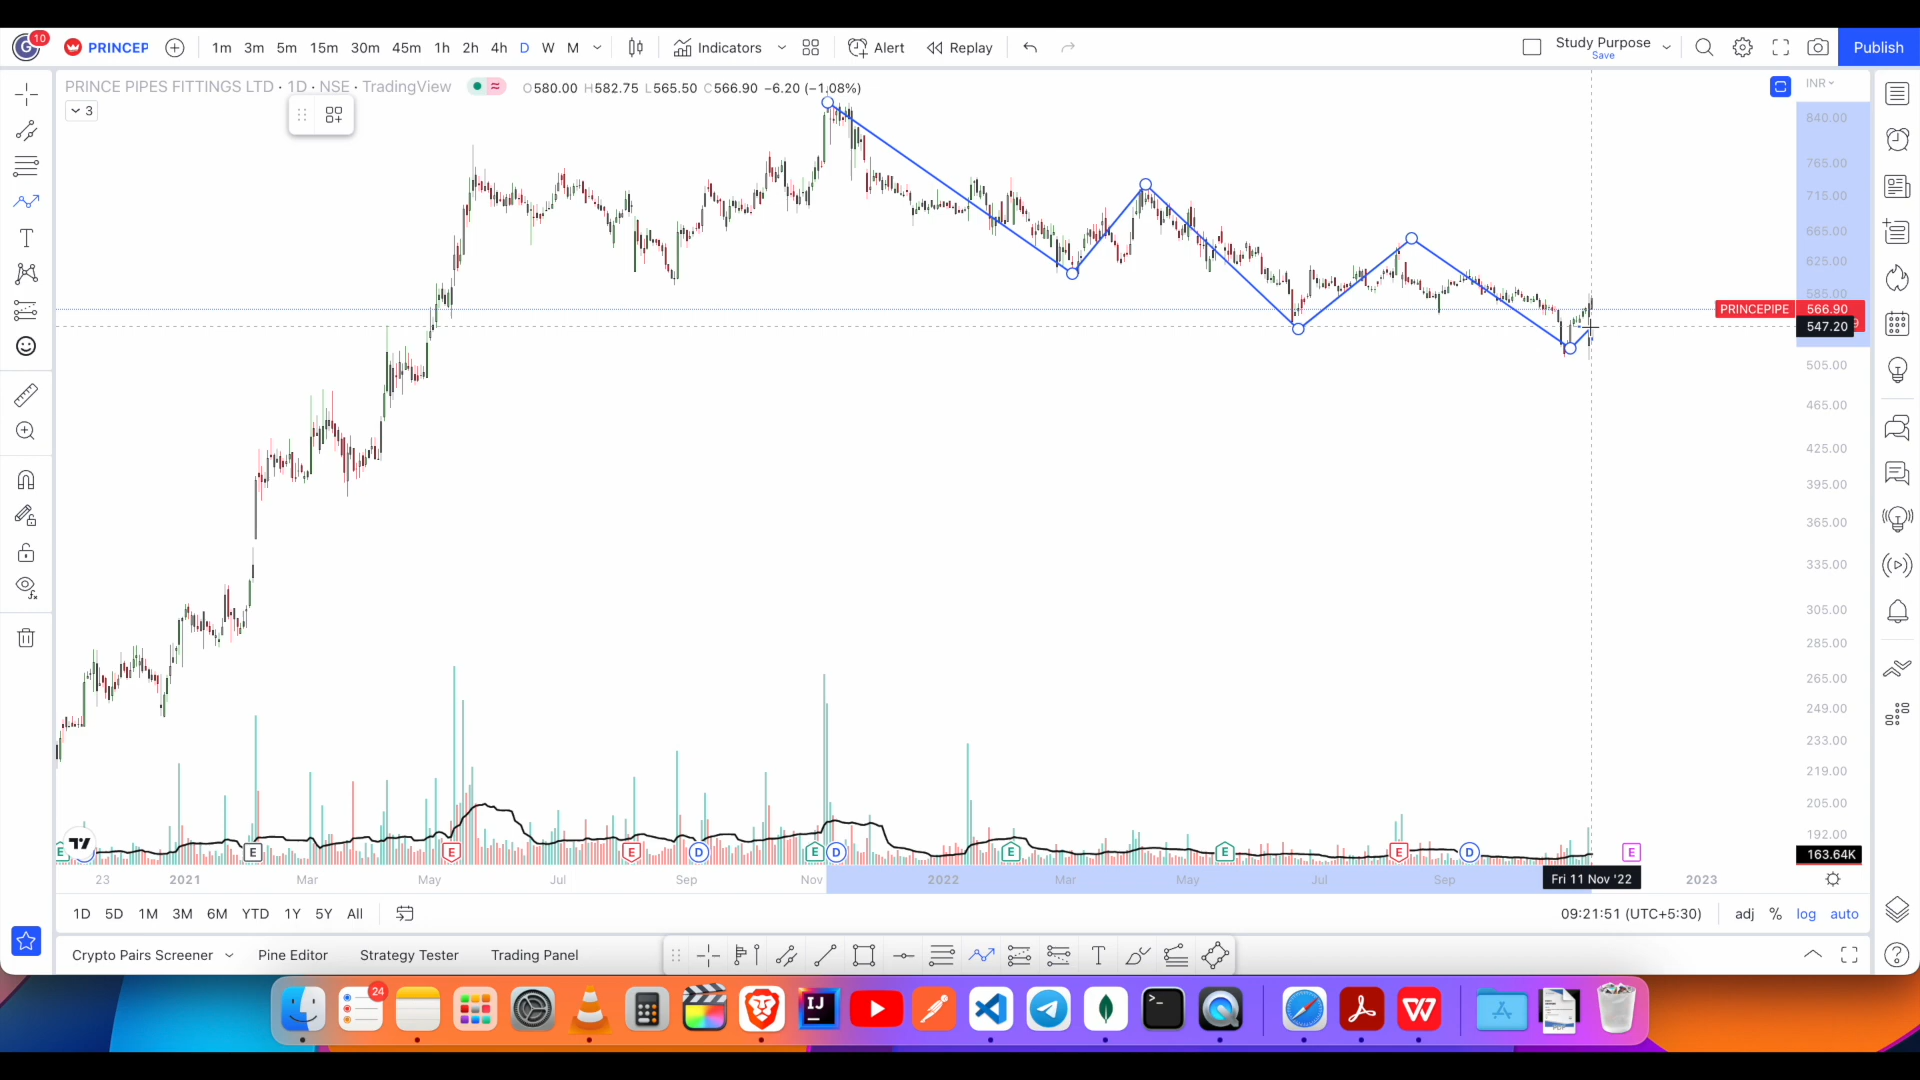 G 10 PRINCEP 1m 3m 5m 15m 30m 45m 1h 2h 4h D W M Indicators Alert Replay Study Purpose Save Publish
PRINCE PIPES FITTINGS LTD · 1D · NSE · TradingView O580.00 H582.75 L565.50 C566.90 −6.20 (−1.08%) INR
3
840.00
765.00
715.00
665.00
625.00
585.00
PRINCEPIPE 566.90
547.20
505.00
465.00
425.00
395.00
365.00
335.00
305.00
285.00
265.00
249.00
233.00
219.00
205.00
192.00
E E E E D E D E E E D E 163.64K
23 2021 Mar May Jul Sep Nov 2022 Mar May Jul Sep Fri 11 Nov '22 2023
1D 5D 1M 3M 6M YTD 1Y 5Y All 09:21:51 (UTC+5:30) adj % log auto
Crypto Pairs Screener Pine Editor Strategy Tester Trading Panel T
24 IJ W
PDF